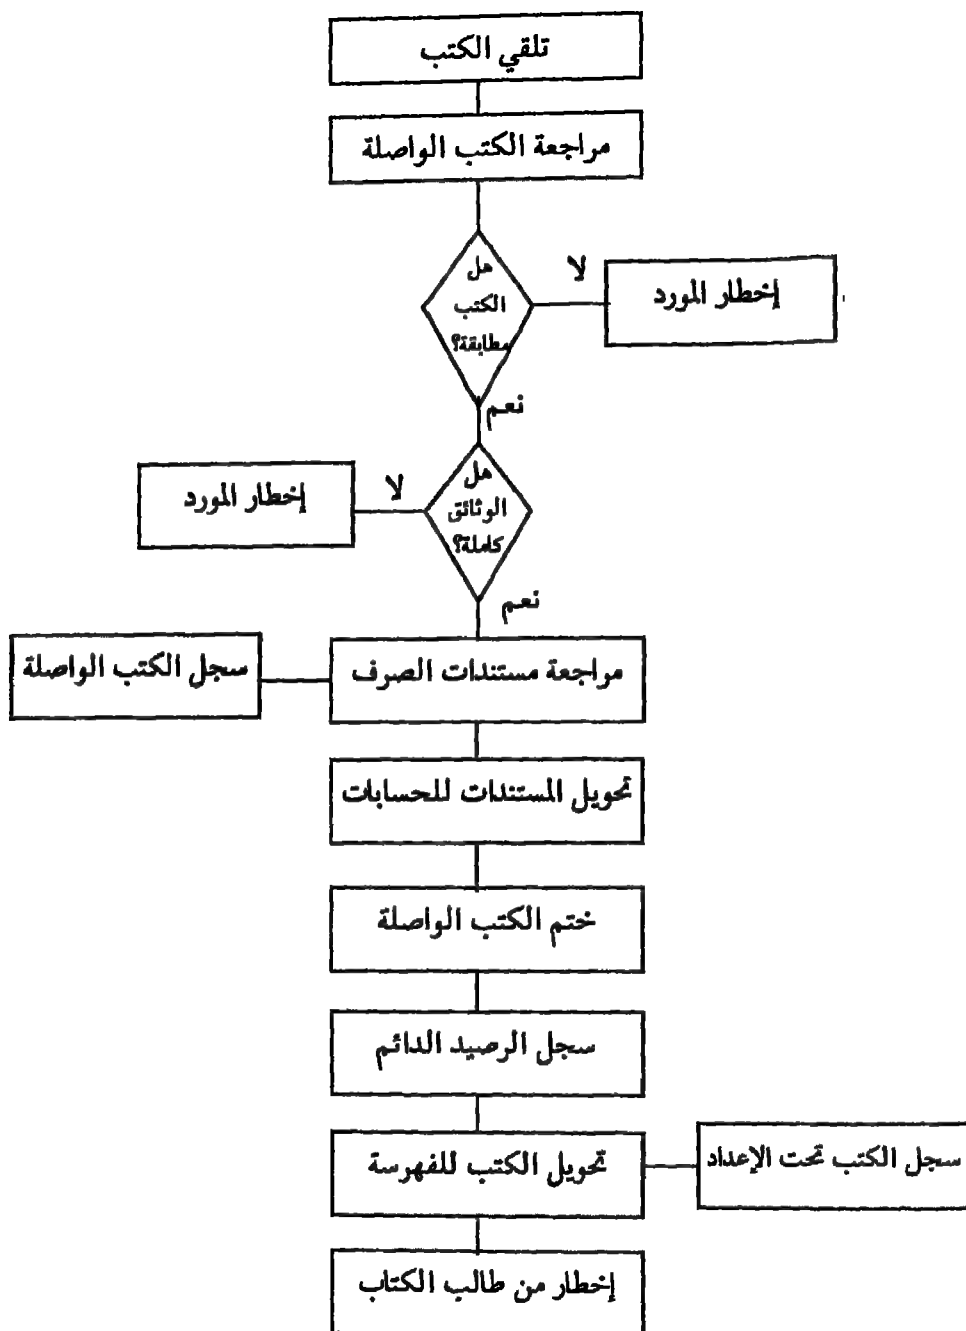 تلقي الكتب
مراجعة الكتب الواصلة
هل
الكتب
مطابقة؟
لا
إخطار المورد
نعم
هل
الوثائق
كاملة؟
لا
إخطار المورد
نعم
مراجعة مستندات الصرف
سجل الكتب الواصلة
تحويل المستندات للحسابات
ختم الكتب الواصلة
سجل الرصيد الدائم
تحويل الكتب للفهرسة
سجل الكتب تحت الإعداد
إخطار من طالب الكتاب